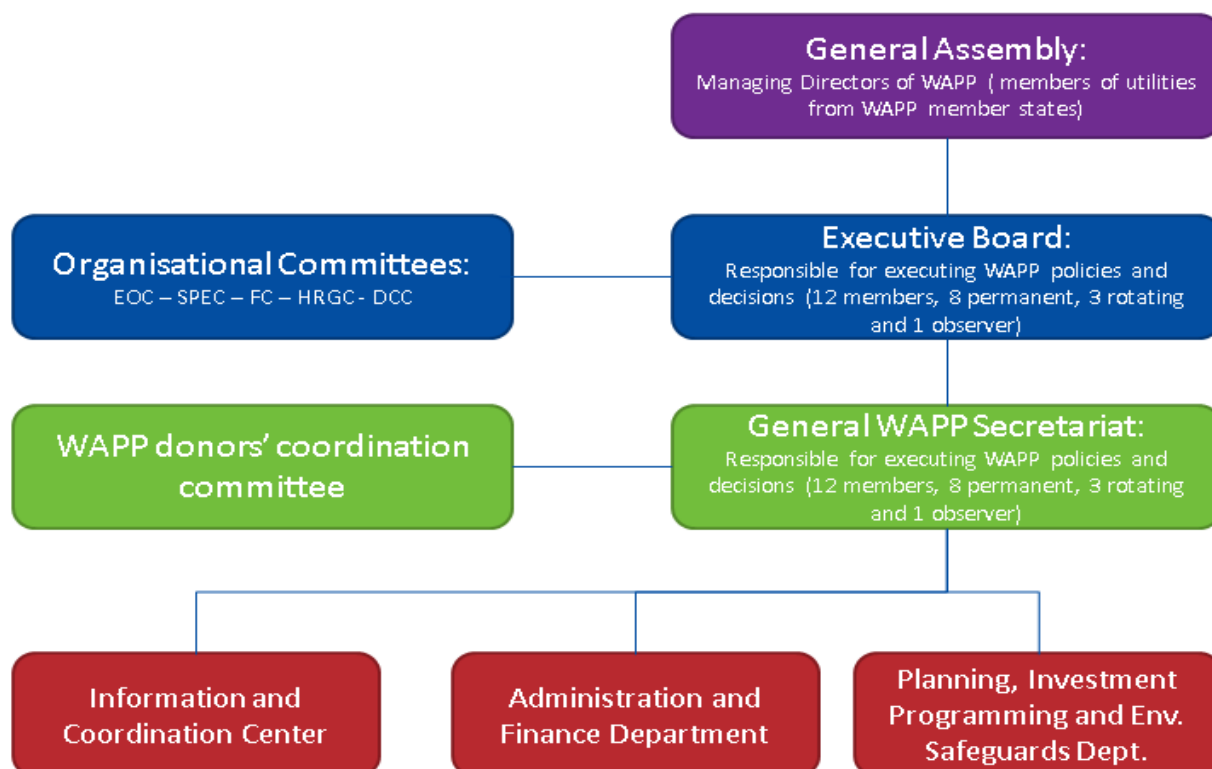 General Assembly:
Managing Directors of WAPP ( members of utilities
from WAPP member states)
Organisational Committees:
EOC – SPEC – FC – HRGC - DCC
Executive Board:
Responsible for executing WAPP policies and
decisions (12 members, 8 permanent, 3 rotating
and 1 observer)
WAPP donors’ coordination
committee
General WAPP Secretariat:
Responsible for executing WAPP policies and
decisions (12 members, 8 permanent, 3 rotating
and 1 observer)
Information and
Coordination Center
Administration and
Finance Department
Planning, Investment
Programming and Env.
Safeguards Dept.